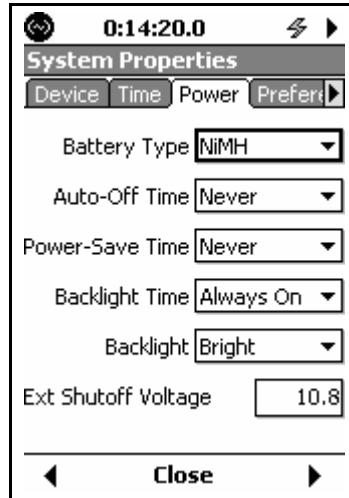 0:14:20.0
System Properties
Device Time Power Prefere
Battery Type NiMH
Auto-Off Time Never
Power-Save Time Never
Backlight Time Always On
Backlight Bright
Ext Shutoff Voltage 10.8
Close